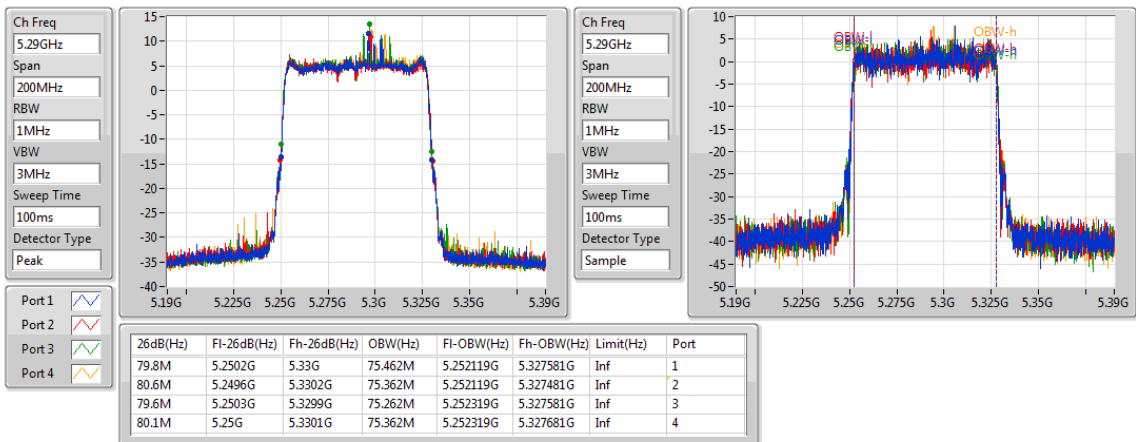 Ch Freq
5.29GHz
Span
200MHz
RBW
1MHz
VBW
3MHz
Sweep Time
100ms
Detector Type
Peak
Port 1
Port 2
Port 3
Port 4
15
10
5
0
-5
-10
-15
-20
-25
-30
-35
-40
5.19G 5.225G 5.25G 5.275G 5.3G 5.325G 5.35G 5.39G
Ch Freq
5.29GHz
Span
200MHz
RBW
1MHz
VBW
3MHz
Sweep Time
100ms
Detector Type
Sample
10
5
0
-5
-10
-15
-20
-25
-30
-35
-40
-45
-50
OBW-h
5.19G 5.225G 5.25G 5.275G 5.3G 5.325G 5.35G 5.39G
26dB(Hz) Fl-26dB(Hz) Fh-26dB(Hz) OBW(Hz) Fl-OBW(Hz) Fh-OBW(Hz) Limit(Hz) Port
79.8M 5.2502G 5.33G 75.462M 5.252119G 5.327581G Inf 1
80.6M 5.2496G 5.3302G 75.362M 5.252119G 5.327481G Inf 2
79.6M 5.2503G 5.3299G 75.262M 5.252319G 5.327581G Inf 3
80.1M 5.25G 5.3301G 75.362M 5.252319G 5.327681G Inf 4